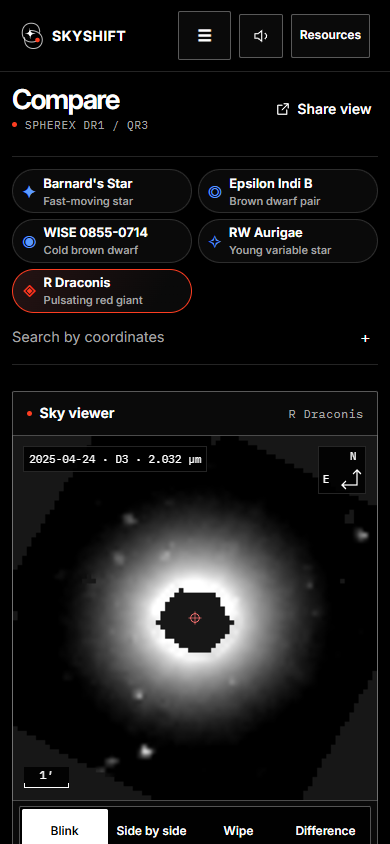 SKYSHIFT
Resources
Compare
SPHEREX DR1 / QR3
Share view
Barnard's Star
Fast-moving star
Epsilon Indi B
Brown dwarf pair
WISE 0855-0714
Cold brown dwarf
RW Aurigae
Young variable star
R Draconis
Pulsating red giant
Search by coordinates
+
Sky viewer
R Draconis
2025-04-24 · D3 · 2.032 µm
N
E
1′
Blink
Side by side
Wipe
Difference